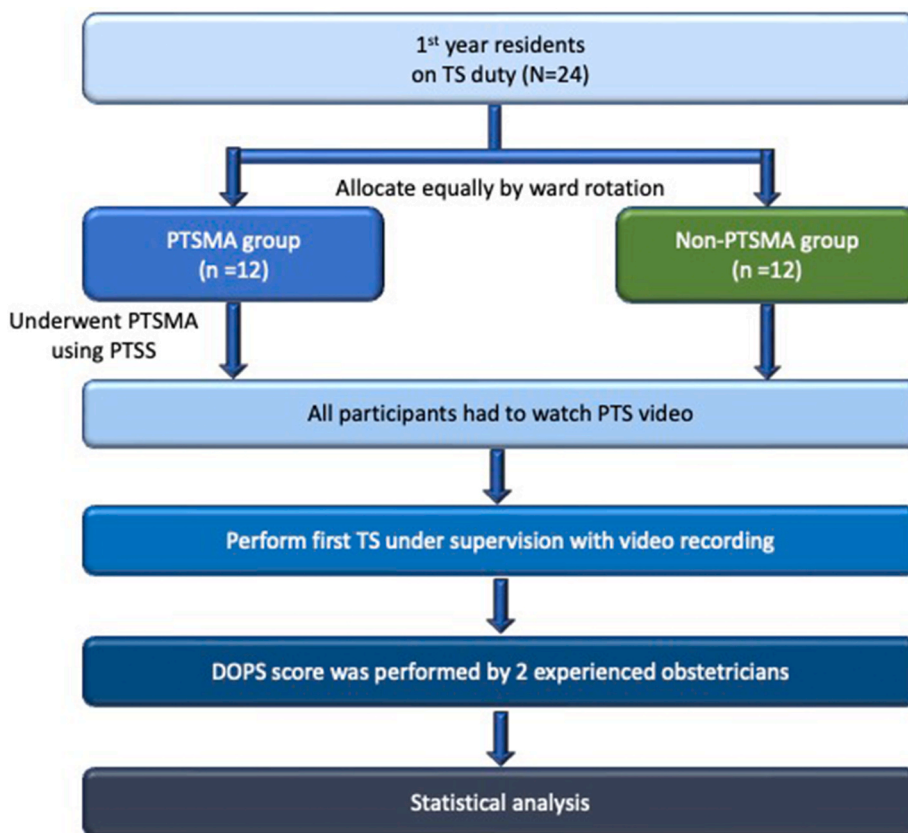 1st year residents
on TS duty (N=24)
Allocate equally by ward rotation
PTSMA group
(n =12)
Non-PTSMA group
(n =12)
Underwent PTSMA
using PTSS
All participants had to watch PTS video
Perform first TS under supervision with video recording
DOPS score was performed by 2 experienced obstetricians
Statistical analysis